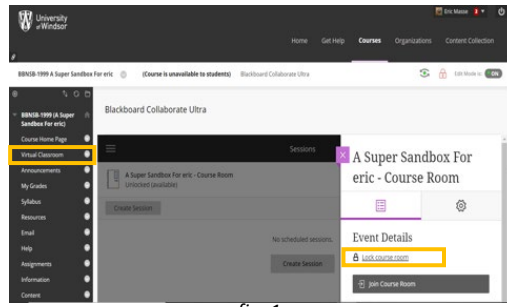 University
of Windsor
Eric Masse 2
Home Get Help Courses Organizations Content Collection
BBNSB-1999 A Super Sandbox For eric (Course is unavailable to students) Blackboard Collaborate Ultra
Edit Mode is: ON
BBNSB-1999 (A Super
Sandbox For eric)
Course Home Page
Virtual Classroom
Announcements
My Grades
Syllabus
Resources
Email
Help
Assignments
Information
Content
Blackboard Collaborate Ultra
Sessions
A Super Sandbox For eric - Course Room
Unlocked (available)
Create Session
No scheduled sessions.
Create Session
A Super Sandbox For
eric - Course Room
Event Details
Lock course room
Join Course Room